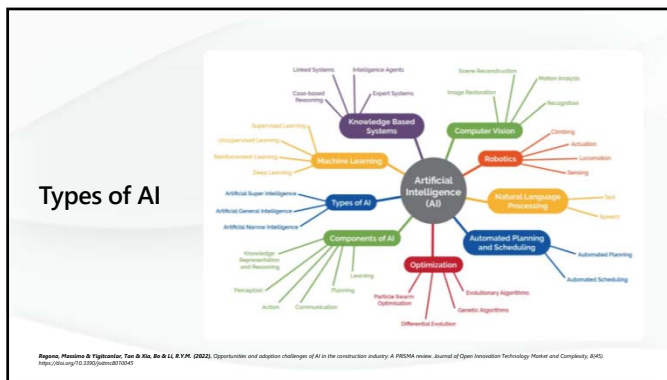 Types of AI
Linked Systems
Intelligence Agents
Case-based
Reasoning
Expert Systems
Knowledge Based
Systems
Scene Reconstruction
Motion Analysis
Image Restoration
Recognition
Computer Vision
Supervised Learning
Unsupervised Learning
Reinforcement Learning
Deep Learning
Machine Learning
Climbing
Actuation
Locomotion
Sensing
Robotics
Artificial
Intelligence
(AI)
Artificial Super Intelligence
Artificial General Intelligence
Artificial Narrow Intelligence
Types of AI
Natural Language
Processing
Text
Speech
Components of AI
Knowledge
Representation
and Reasoning
Perception
Action
Communication
Planning
Learning
Automated Planning
and Scheduling
Automated Planning
Automated Scheduling
Optimization
Particle Swarm
Optimisation
Differential Evolution
Genetic Algorithms
Evolutionary Algorithms
Regona, Massimo & Yigitcanlar, Tan & Xia, Bo & Li, R.Y.M. (2022). Opportunities and adoption challenges of AI in the construction industry: A PRISMA review. Journal of Open Innovation Technology Market and Complexity, 8(45).
https://doi.org/10.3390/joitmc8010045